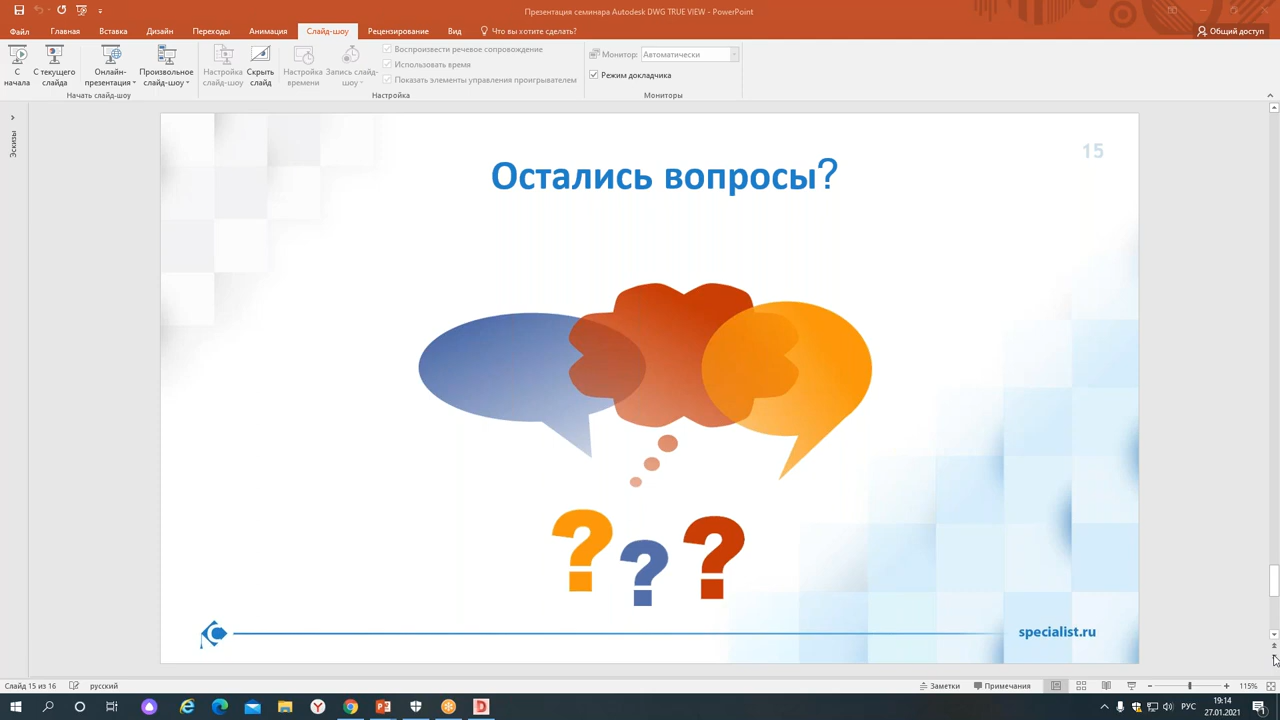 Презентация семинара Autodesk DWG TRUE VIEW - PowerPoint
Файл Главная Вставка Дизайн Переходы Анимация Слайд-шоу Рецензирование Вид Что вы хотите сделать? Общий доступ
С начала
С текущего слайда
Онлайн-презентация
Произвольное слайд-шоу
Начать слайд-шоу
Настройка слайд-шоу
Скрыть слайд
Настройка времени
Запись слайд-шоу
Воспроизвести речевое сопровождение
Использовать время
Показать элементы управления проигрывателем
Настройка
Монитор: Автоматически
Режим докладчика
Мониторы
Эскизы
15
Остались вопросы?
? ? ?
specialist.ru
Слайд 15 из 16 русский Заметки Примечания 115%
РУС 19:14
27.01.2021